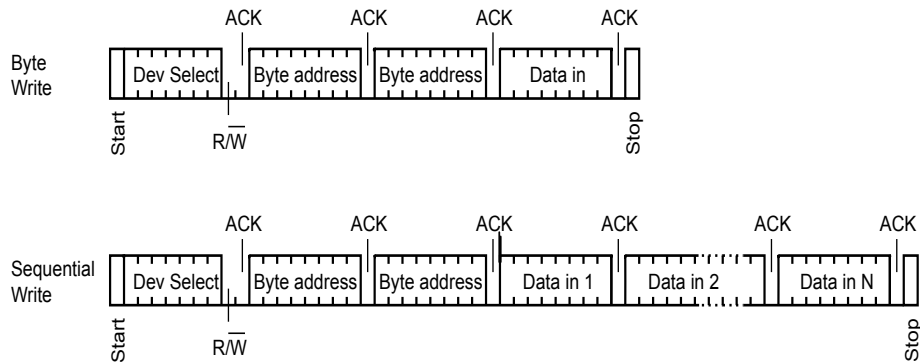 ACK ACK ACK ACK
Byte
Write
Dev Select Byte address Byte address Data in
Start
R/W̅
Stop
ACK ACK ACK ACK ACK ACK
Sequential
Write
Dev Select Byte address Byte address Data in 1 Data in 2 Data in N
Start
R/W̅
Stop